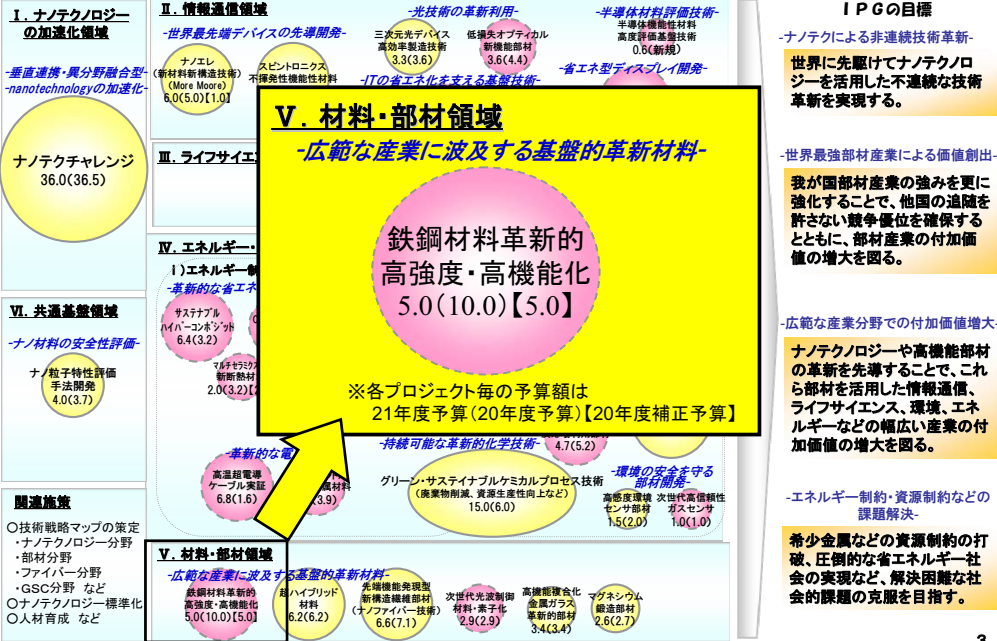 Ⅰ．ナノテクノロジー
の加速化領域
-垂直連携・異分野融合型-
-nanotechnologyの加速化-
ナノテクチャレンジ
36.0(36.5)
Ⅱ．情報通信領域
-世界最先端デバイスの先導開発-
ナノエレ
(新材料新構造技術)
(More Moore)
6.0(5.0)【1.0】
スピントロニクス
不揮発性機能性材料
-光技術の革新利用-
三次元光デバイス
高効率製造技術
3.3(3.6)
低損失オプティカル
新機能部材
3.6(4.4)
-ITの省エネ化を支える基盤技術-
-半導体材料評価技術-
半導体機能性材料
高度評価基盤技術
0.6(新規)
-省エネ型ディスプレイ開発-
Ⅲ．ライフサイエ
Ⅳ．エネルギー・
ⅰ)エネルギー制
-革新的な省エネ
サステナブル
ハイパーコンポジット
6.4(3.2)
マルチセラミクス
新断熱材
2.0(3.2)【
-革新的な電
高温超電導
ケーブル実証
6.8(1.6)
属材料
(3.9)
Ⅴ．材料・部材領域
-広範な産業に波及する基盤的革新材料-
鉄鋼材料革新的
高強度・高機能化
5.0(10.0)【5.0】
※各プロジェクト毎の予算額は
21年度予算(20年度予算)【20年度補正予算】
-持続可能な革新的化学技術-
4.7(5.2)
グリーン・サステイナブルケミカルプロセス技術
(廃棄物削減、資源生産性向上など)
15.0(6.0)
-環境の安全を守る
部材開発-
高感度環境
センサ部材
1.5(2.0)
次世代高信頼性
ガスセンサ
1.0(1.0)
Ⅵ．共通基盤領域
-ナノ材料の安全性評価-
ナノ粒子特性評価
手法開発
4.0(3.7)
関連施策
○技術戦略マップの策定
・ナノテクノロジー分野
・部材分野
・ファイバー分野
・GSC分野 など
○ナノテクノロジー標準化
○人材育成 など
Ⅴ．材料・部材領域
-広範な産業に波及する基盤的革新材料-
鉄鋼材料革新的
高強度・高機能化
5.0(10.0)【5.0】
超ハイブリッド
材料
6.2(6.2)
先端機能発現型
新構造繊維部材
(ナノファイバー技術)
6.6(7.1)
次世代光波制御
材料・素子化
2.9(2.9)
高機能複合化
金属ガラス
革新的部材
3.4(3.4)
マグネシウム
鍛造部材
2.6(2.7)
ＩＰＧの目標
-ナノテクによる非連続技術革新-
世界に先駆けてナノテクノロ
ジーを活用した不連続な技術
革新を実現する。
-世界最強部材産業による価値創出-
我が国部材産業の強みを更に
強化することで、他国の追随を
許さない競争優位を確保する
とともに、部材産業の付加価
値の増大を図る。
-広範な産業分野での付加価値増大-
ナノテクノロジーや高機能部材
の革新を先導することで、これ
ら部材を活用した情報通信、
ライフサイエンス、環境、エネ
ルギーなどの幅広い産業の付
加価値の増大を図る。
-エネルギー制約・資源制約などの
課題解決-
希少金属などの資源制約の打
破、圧倒的な省エネルギー社
会の実現など、解決困難な社
会的課題の克服を目指す。
3